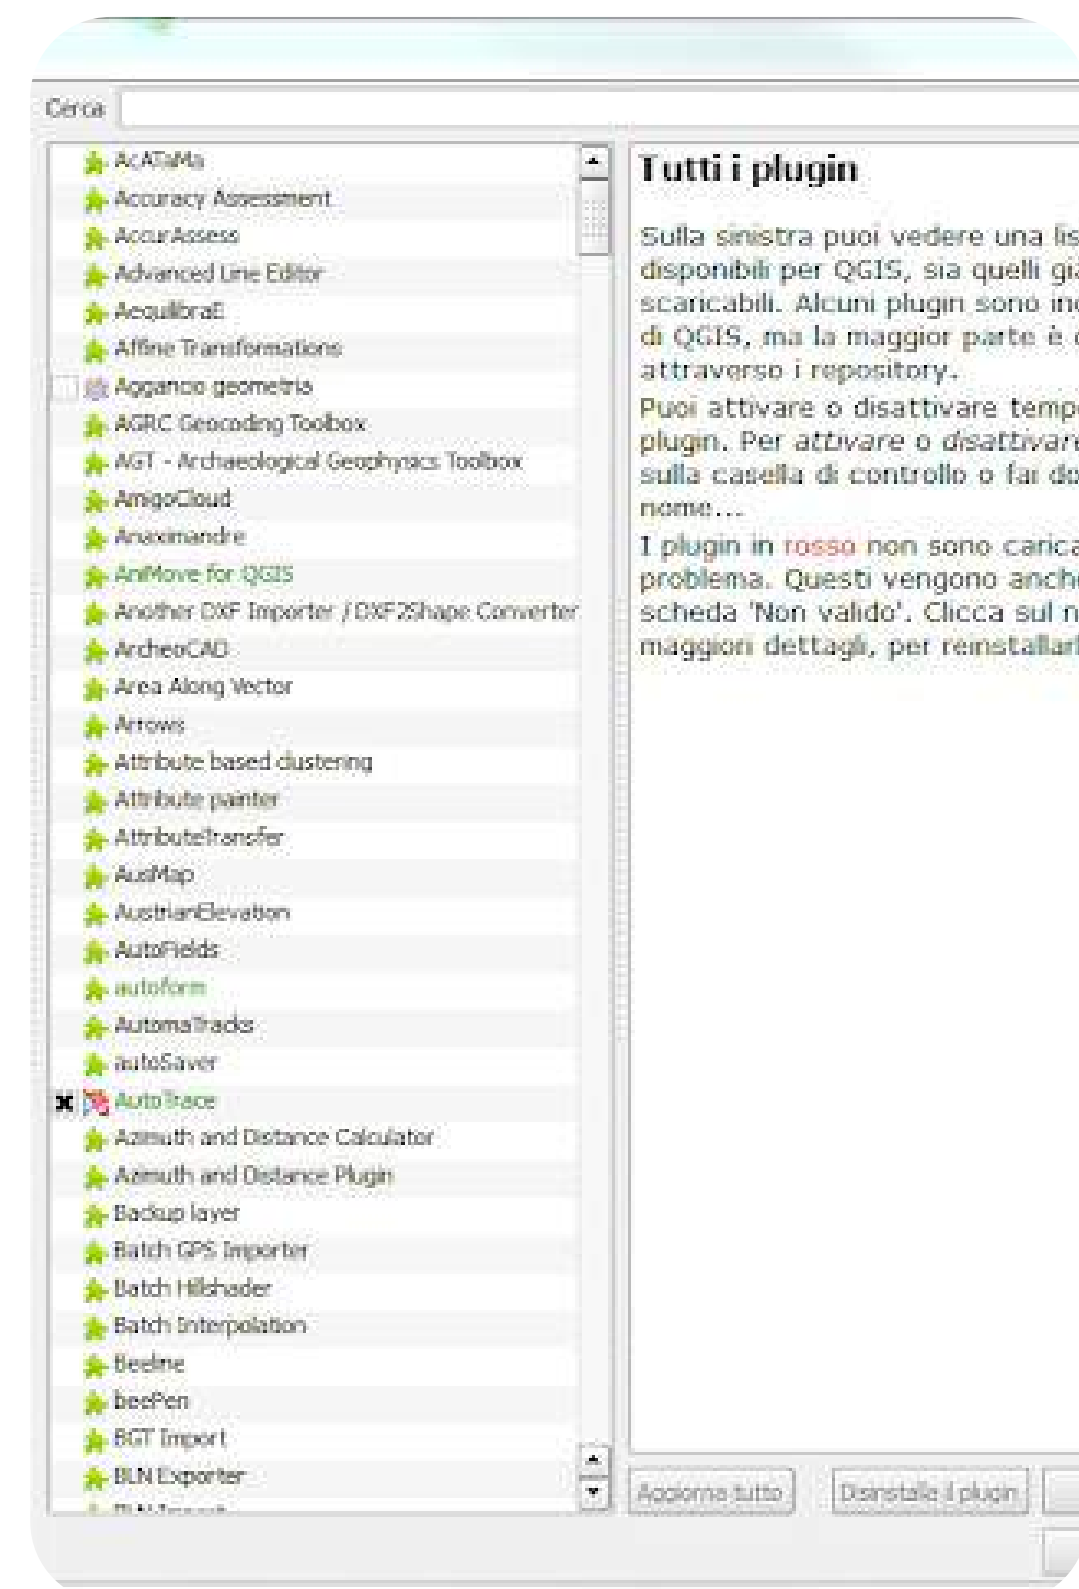 Cerca
AcATaMa
Accuracy Assessment
AccurAssess
Advanced Line Editor
AequilibraE
Affine Transformations
Aggancio geometria
AGRC Geocoding Toolbox
AGT - Archaeological Geophysics Toolbox
AmigoCloud
Anaximandre
AniMove for QGIS
Another DXF Importer / DXF2Shape Converter
ArcheoCAD
Area Along Vector
Arrows
Attribute based clustering
Attribute painter
AttributeTransfer
AusMap
AustrianElevation
AutoFields
autoform
AutomaTracks
autoSaver
AutoTrace
Azimuth and Distance Calculator
Azimuth and Distance Plugin
Backup layer
Batch GPS Importer
Batch Hillshader
Batch Interpolation
Beeline
beePen
BGT Import
BLN Exporter
Tutti i plugin
Sulla sinistra puoi vedere una lis
disponibili per QGIS, sia quelli già
scaricabili. Alcuni plugin sono inc
di QGIS, ma la maggior parte è
attraverso i repository.
Puoi attivare o disattivare temp
plugin. Per attivare o disattivare
sulla casella di controllo o fai do
nome...
I plugin in rosso non sono carica
problema. Questi vengono anche
scheda 'Non valido'. Clicca sul n
maggiori dettagli, per reinstallar
Aggiorna tutto
Disinstalla il plugin